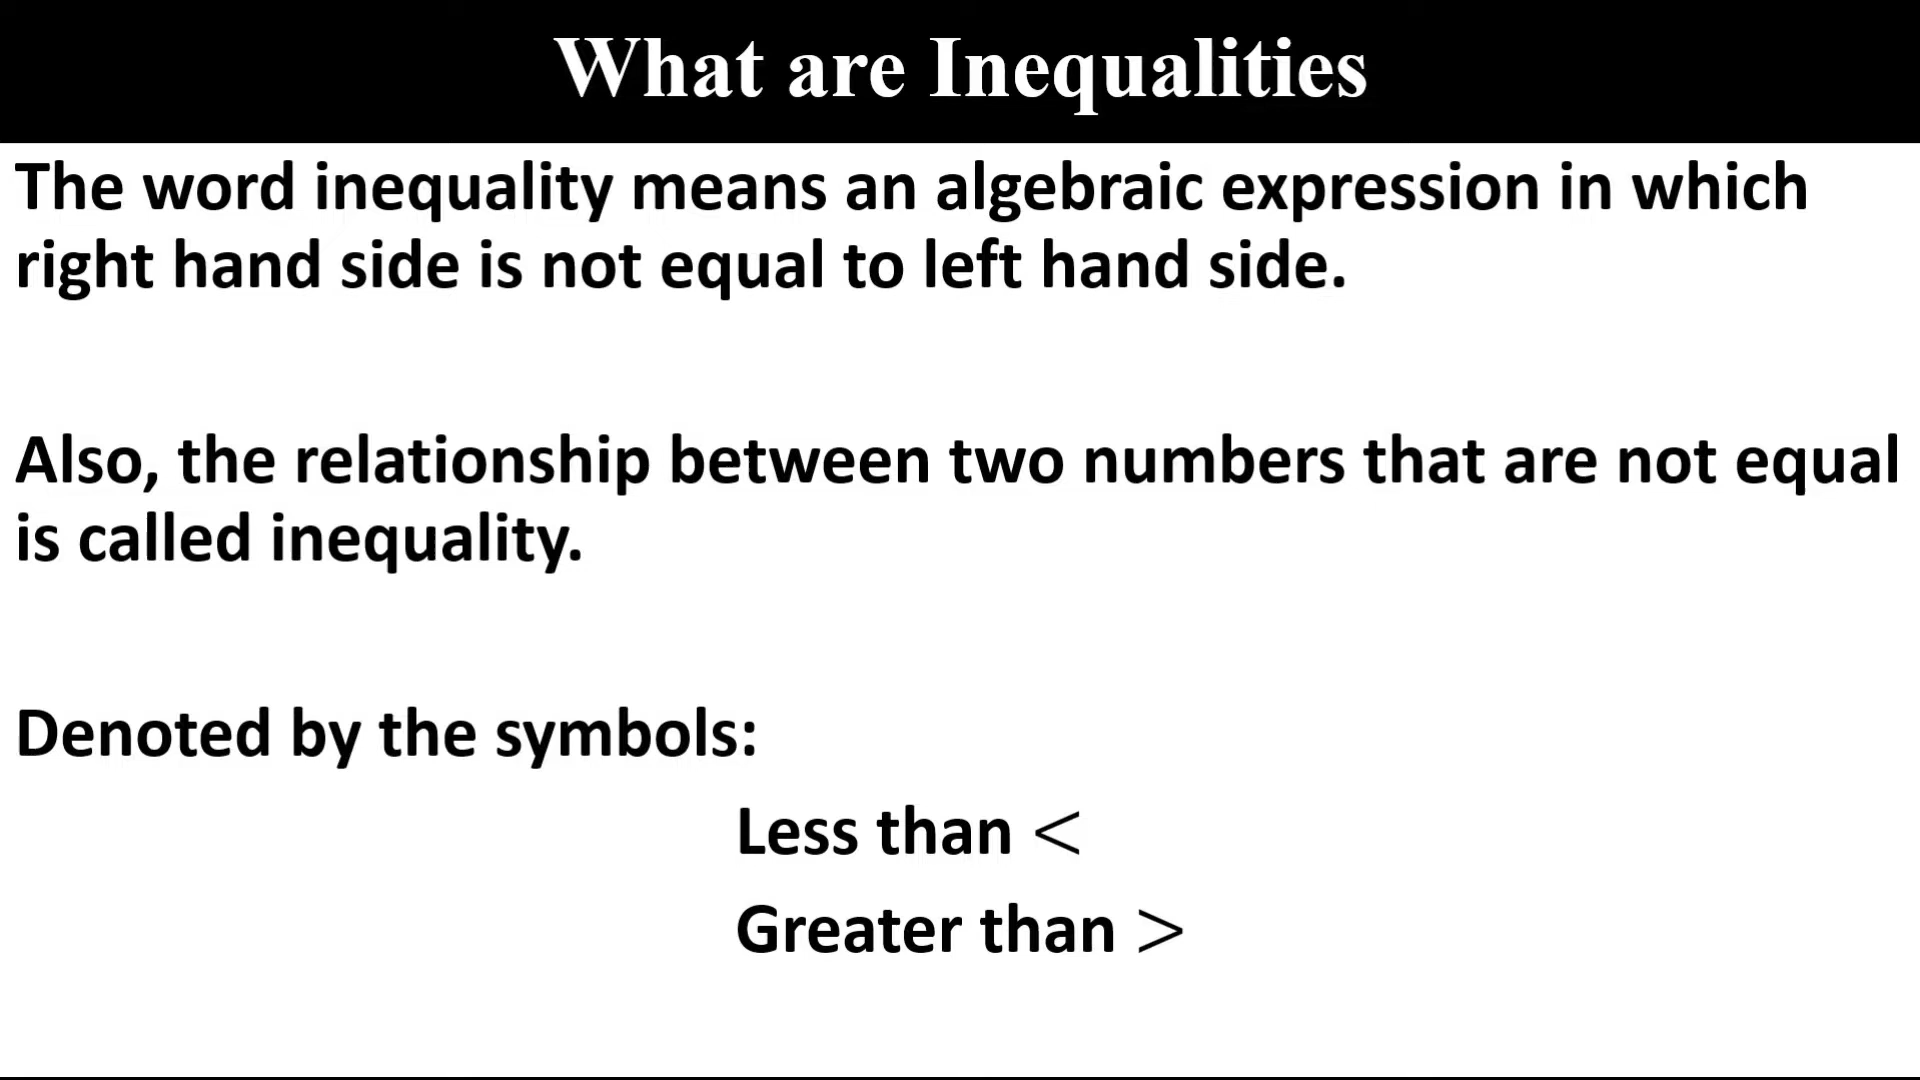 What are Inequalities
The word inequality means an algebraic expression in which
right hand side is not equal to left hand side.
Also, the relationship between two numbers that are not equal
is called inequality.
Denoted by the symbols:
Less than <
Greater than >